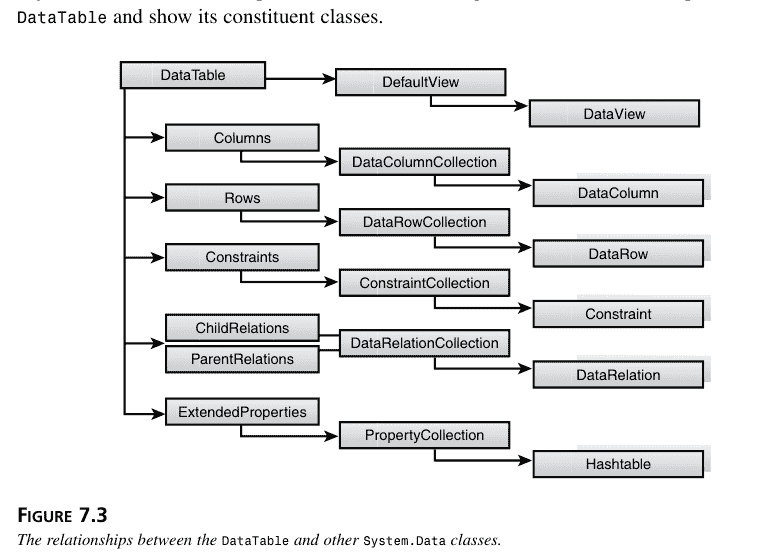 DataTable and show its constituent classes.
DataTable
DefaultView
DataView
Columns
DataColumnCollection
DataColumn
Rows
DataRowCollection
DataRow
Constraints
ConstraintCollection
Constraint
ChildRelations
ParentRelations
DataRelationCollection
DataRelation
ExtendedProperties
PropertyCollection
Hashtable
FIGURE 7.3
The relationships between the DataTable and other System.Data classes.